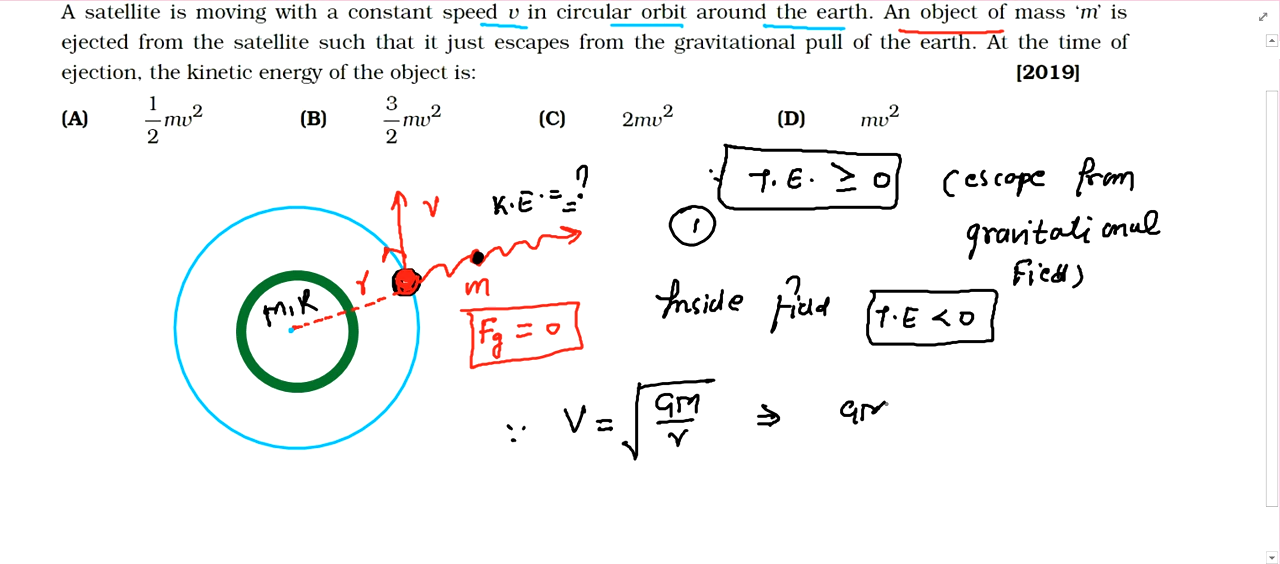 A satellite is moving with a constant speed v in circular orbit around the earth. An object of mass 'm' is
ejected from the satellite such that it just escapes from the gravitational pull of the earth. At the time of
ejection, the kinetic energy of the object is: [2019]
(A) 1/2 mv² (B) 3/2 mv² (C) 2mv² (D) mv²
T.E. ≥ 0 (escape from
gravitational
Field)
1
K.E. = ?
v
r
m
M,R
Fg = 0
Inside Field T.E < 0
∵ V = √(GM/r) ⇒ GM